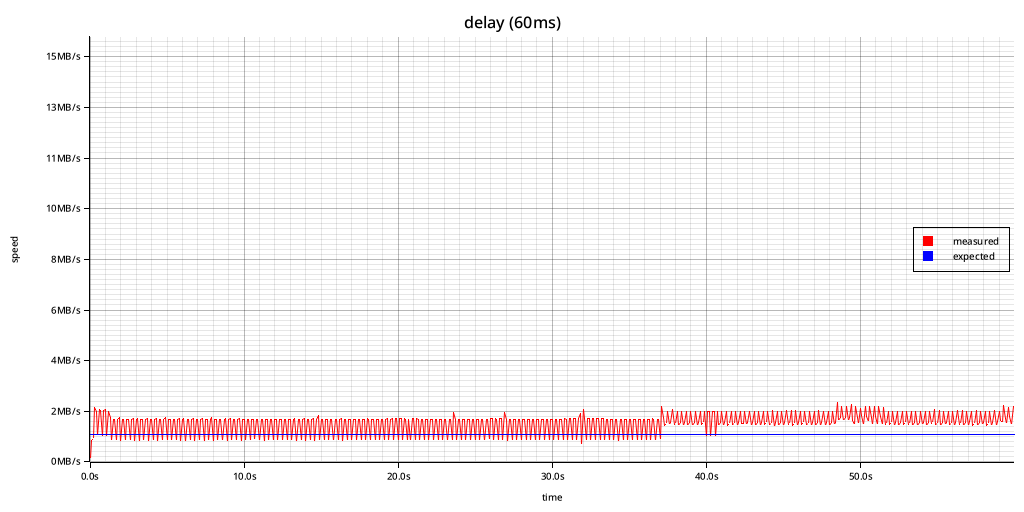 delay (60ms)
15MB/s
13MB/s
11MB/s
10MB/s
8MB/s
6MB/s
4MB/s
2MB/s
0MB/s
speed
measured
expected
0.0s 10.0s 20.0s 30.0s 40.0s 50.0s
time